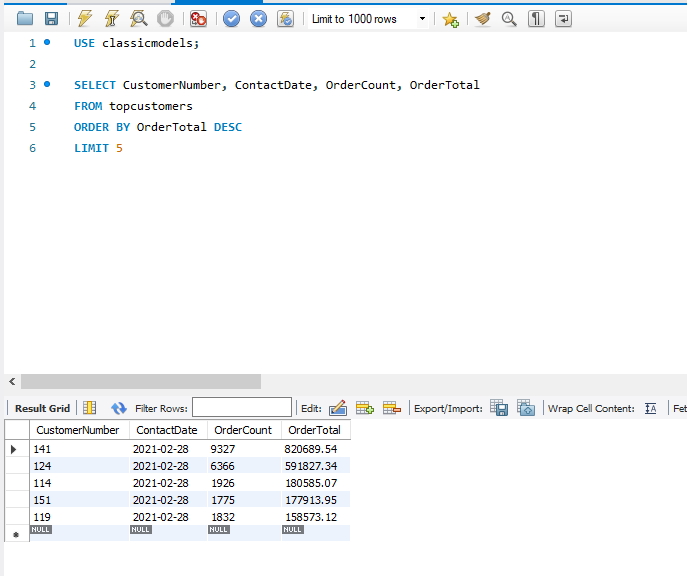 Limit to 1000 rows
1 USE classicmodels;
2
3 SELECT CustomerNumber, ContactDate, OrderCount, OrderTotal
4 FROM topcustomers
5 ORDER BY OrderTotal DESC
6 LIMIT 5
Result Grid Filter Rows: Edit: Export/Import: Wrap Cell Content: Fet
CustomerNumber ContactDate OrderCount OrderTotal
141 2021-02-28 9327 820689.54
124 2021-02-28 6366 591827.34
114 2021-02-28 1926 180585.07
151 2021-02-28 1775 177913.95
119 2021-02-28 1832 158573.12
NULL NULL NULL NULL